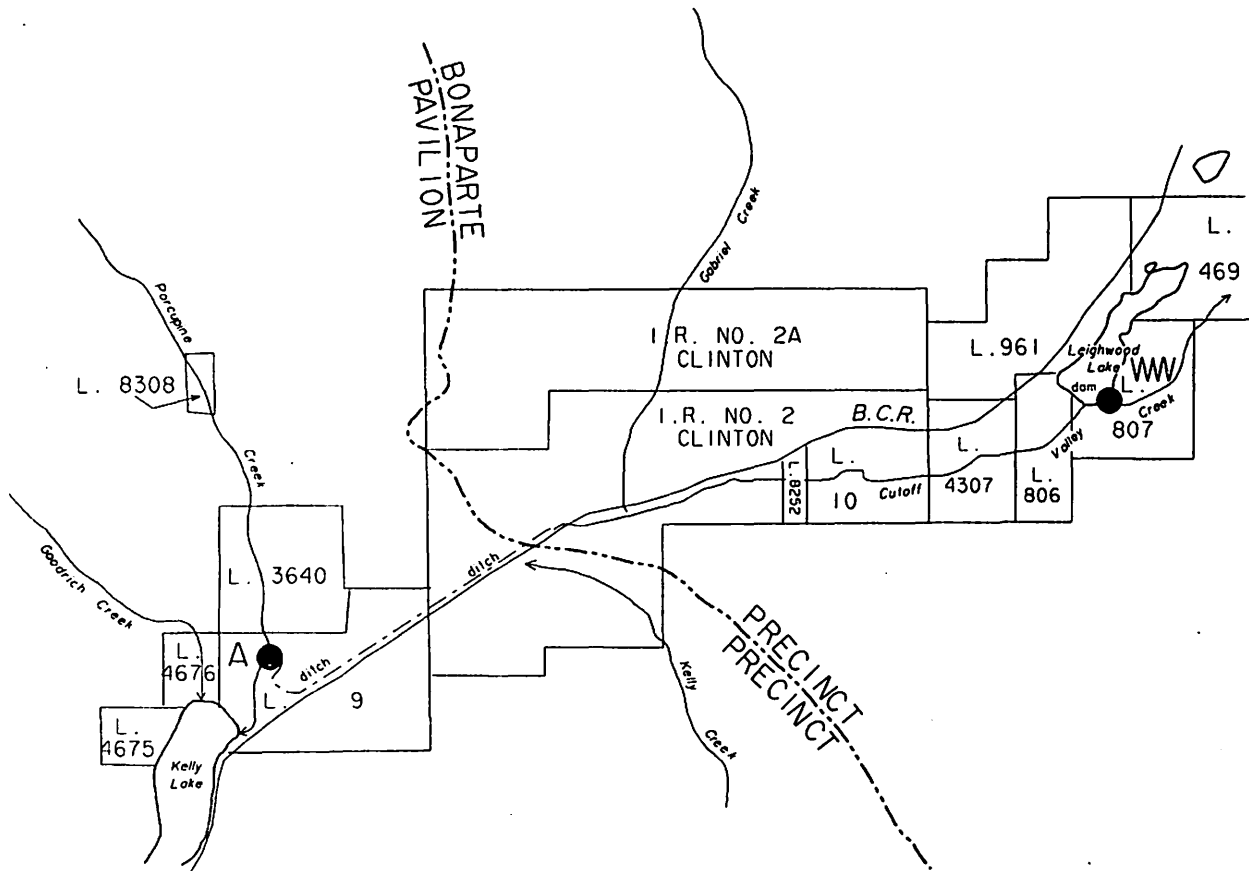 BONAPARTE
PAVILION
Gabriel Creek
L.
469
Porcupine
Creek
I.R. NO. 2A
CLINTON
L. 961
Leighwood
Lake
dam
WW
L.
807
Creek
Valley
L. 8308
I.R. NO. 2
CLINTON
B.C.R.
L. 8252
L.
10
Cutoff
L.
4307
L.
806
Goodrich Creek
L. 3640
ditch
L.
4676
A
ditch
L. 9
PRECINCT
PRECINCT
Kelly
Creek
L.
4675
Kelly
Lake